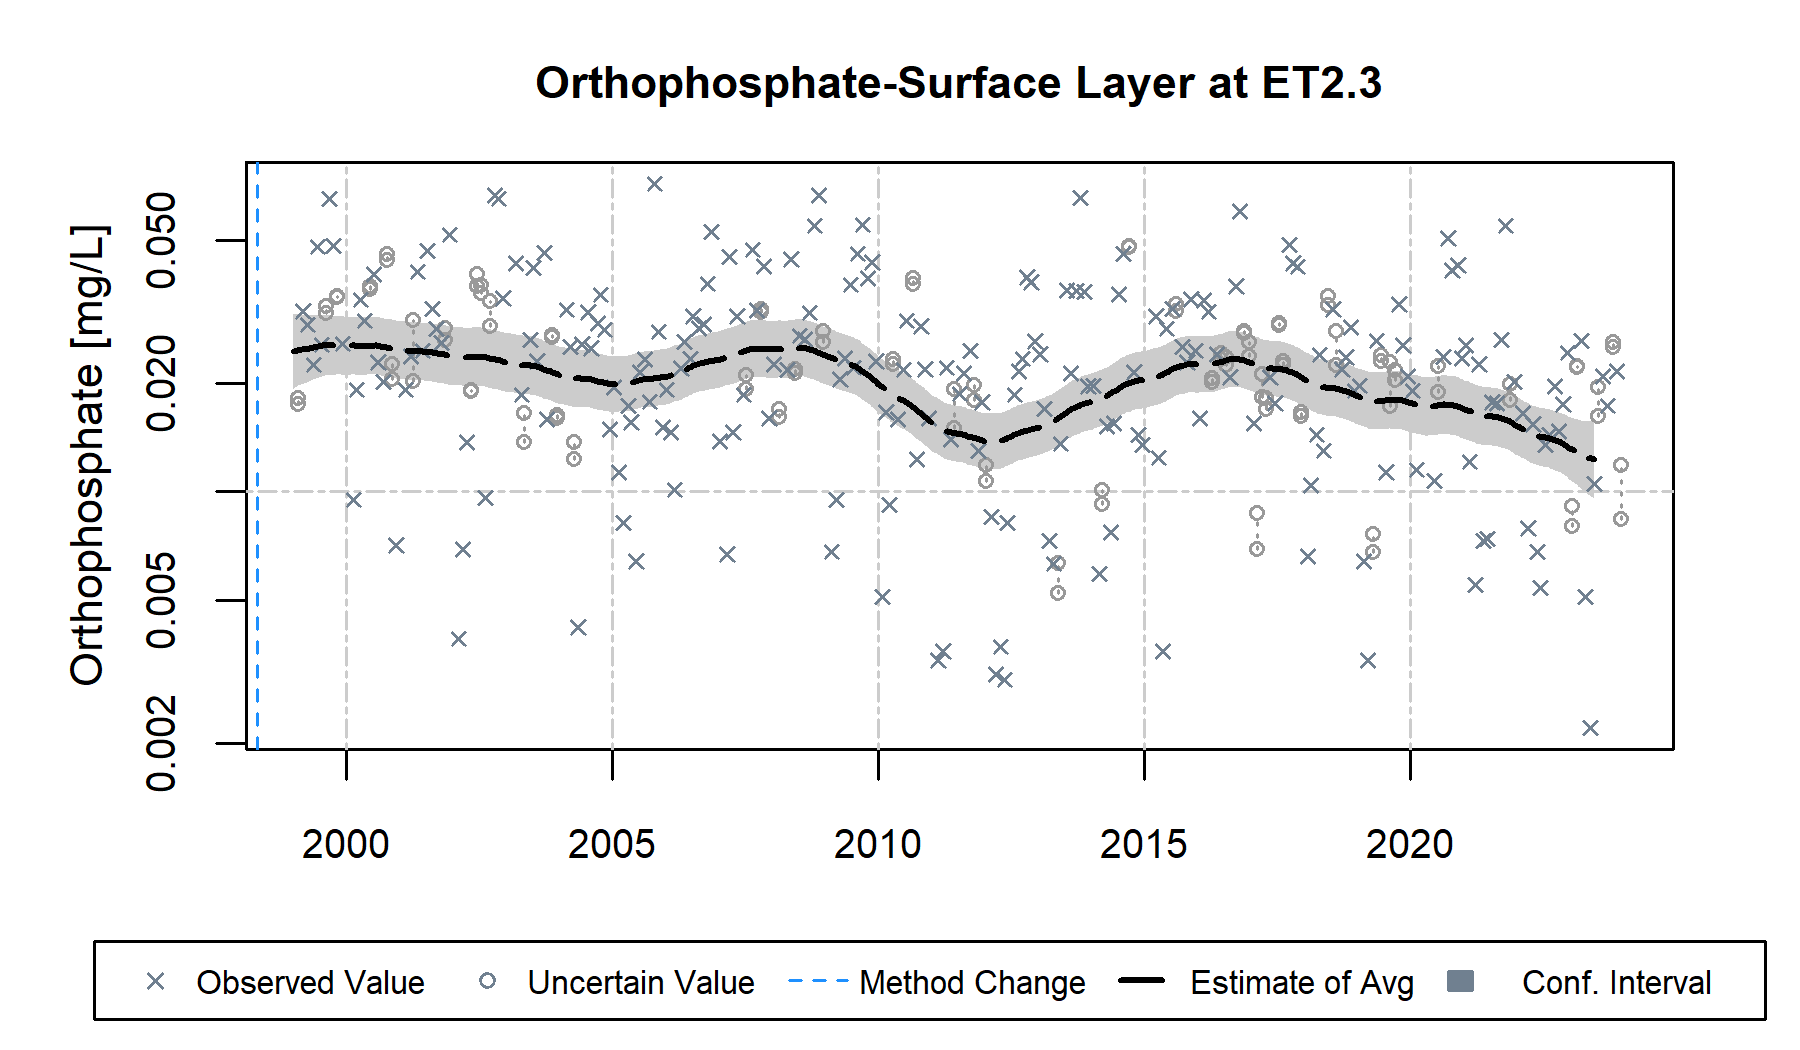 Orthophosphate-Surface Layer at ET2.3
Orthophosphate [mg/L]
0.050
0.020
0.005
0.002
2000 2005 2010 2015 2020
Observed Value Uncertain Value Method Change Estimate of Avg Conf. Interval